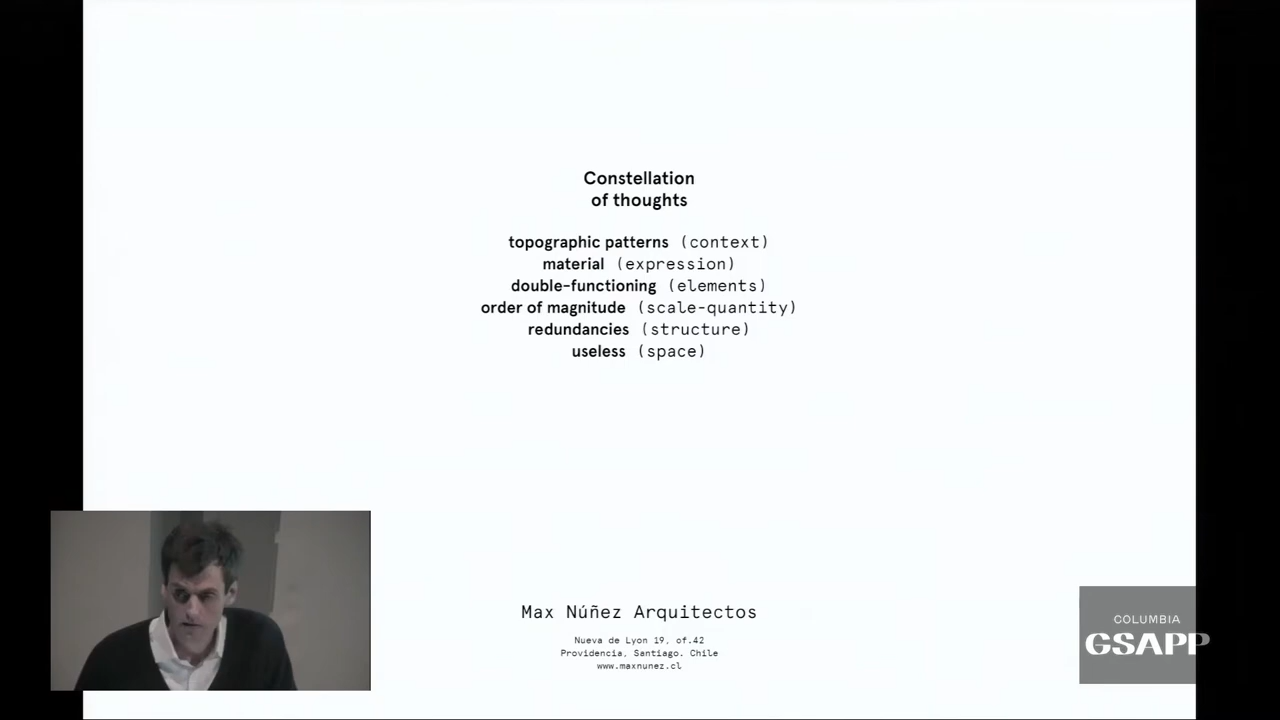 Constellation
of thoughts
topographic patterns (context)
material (expression)
double-functioning (elements)
order of magnitude (scale-quantity)
redundancies (structure)
useless (space)
Max Núñez Arquitectos
Nueva de Lyon 19, of.42
Providencia, Santiago. Chile
www.maxnunez.cl
COLUMBIA
GSAPP